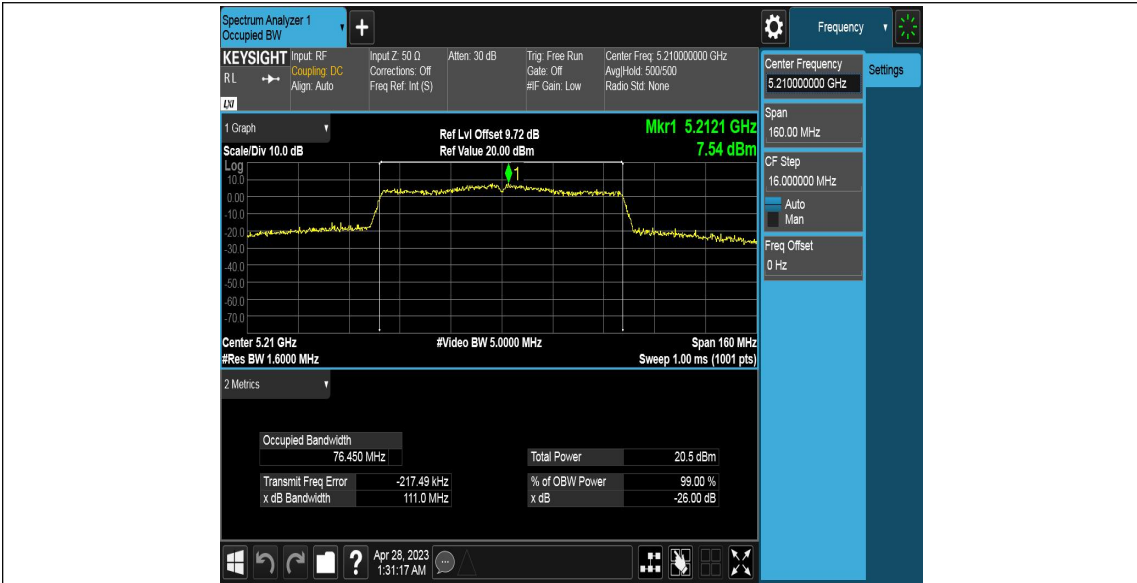 Spectrum Analyzer 1
Occupied BW
+
Frequency
KEYSIGHT Input: RF
Coupling: DC
Align: Auto
R L
LXI
Input Z: 50 Ω
Corrections: Off
Freq Ref: Int (S)
Atten: 30 dB
Trig: Free Run
Gate: Off
#IF Gain: Low
Center Freq: 5.210000000 GHz
Avg|Hold: 500/500
Radio Std: None
Center Frequency
5.210000000 GHz
Settings
Span
160.00 MHz
CF Step
16.000000 MHz
Auto
Man
Freq Offset
0 Hz
1 Graph
Ref Lvl Offset 9.72 dB
Mkr1 5.2121 GHz
Scale/Div 10.0 dB
Ref Value 20.00 dBm
7.54 dBm
Log
10.0
0.00
-10.0
-20.0
-30.0
-40.0
-50.0
-60.0
-70.0
1
Center 5.21 GHz
#Video BW 5.0000 MHz
Span 160 MHz
#Res BW 1.6000 MHz
Sweep 1.00 ms (1001 pts)
2 Metrics
Occupied Bandwidth
76.450 MHz
Total Power 20.5 dBm
Transmit Freq Error -217.49 kHz
% of OBW Power 99.00 %
x dB Bandwidth 111.0 MHz
x dB -26.00 dB
?
Apr 28, 2023
1:31:17 AM